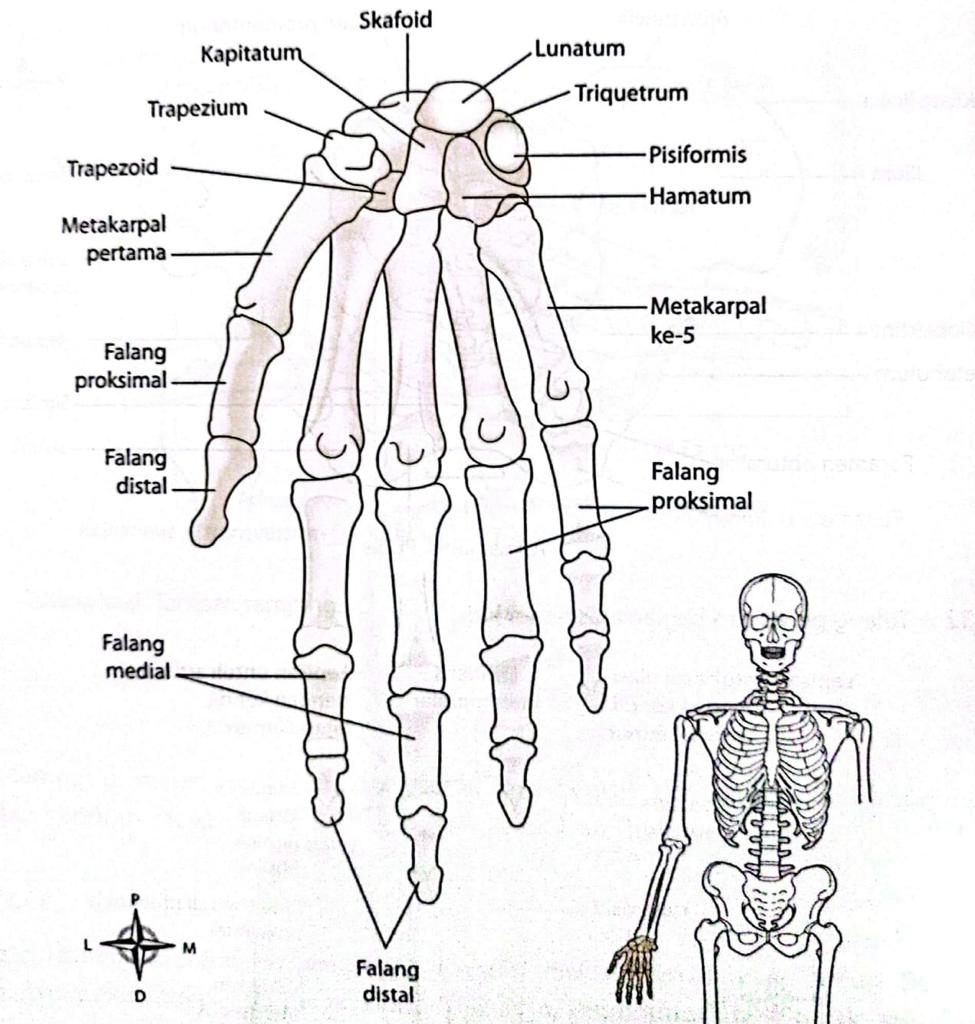 Skafoid
Kapitatum
Lunatum
Trapezium
Triquetrum
Trapezoid
Pisiformis
Hamatum
Metakarpal
pertama
Metakarpal
ke-5
Falang
proksimal
Falang
distal
Falang
proksimal
Falang
medial
P
L
M
D
Falang
distal